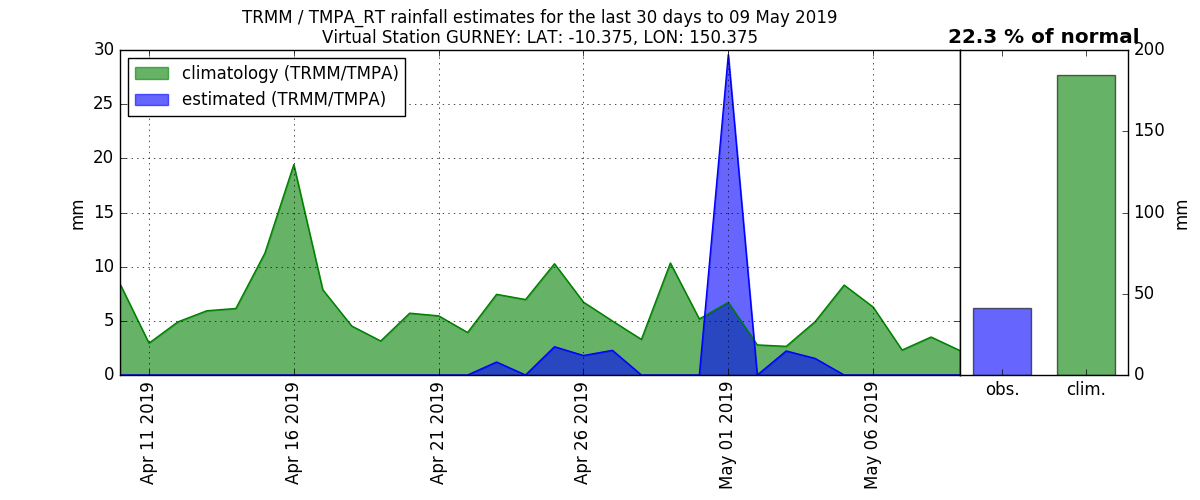 TRMM / TMPA_RT rainfall estimates for the last 30 days to 09 May 2019
Virtual Station GURNEY: LAT: -10.375, LON: 150.375
22.3 % of normal
climatology (TRMM/TMPA)
estimated (TRMM/TMPA)
30
25
20
15
10
5
0
mm
Apr 11 2019
Apr 16 2019
Apr 21 2019
Apr 26 2019
May 01 2019
May 06 2019
200
150
100
50
0
mm
obs.
clim.